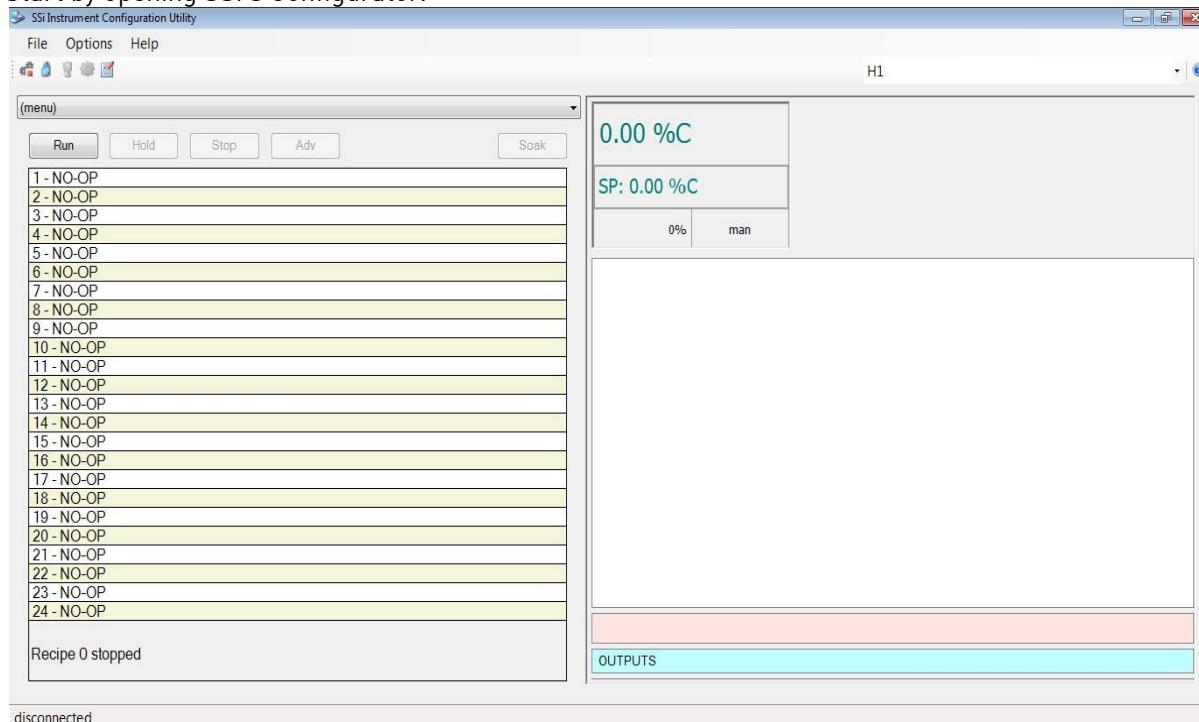 SSi Instrument Configuration Utility
File Options Help
H1
(menu)
Run Hold Stop Adv Soak
1 - NO-OP
2 - NO-OP
3 - NO-OP
4 - NO-OP
5 - NO-OP
6 - NO-OP
7 - NO-OP
8 - NO-OP
9 - NO-OP
10 - NO-OP
11 - NO-OP
12 - NO-OP
13 - NO-OP
14 - NO-OP
15 - NO-OP
16 - NO-OP
17 - NO-OP
18 - NO-OP
19 - NO-OP
20 - NO-OP
21 - NO-OP
22 - NO-OP
23 - NO-OP
24 - NO-OP
Recipe 0 stopped
0.00 %C
SP: 0.00 %C
0% man
OUTPUTS
disconnected